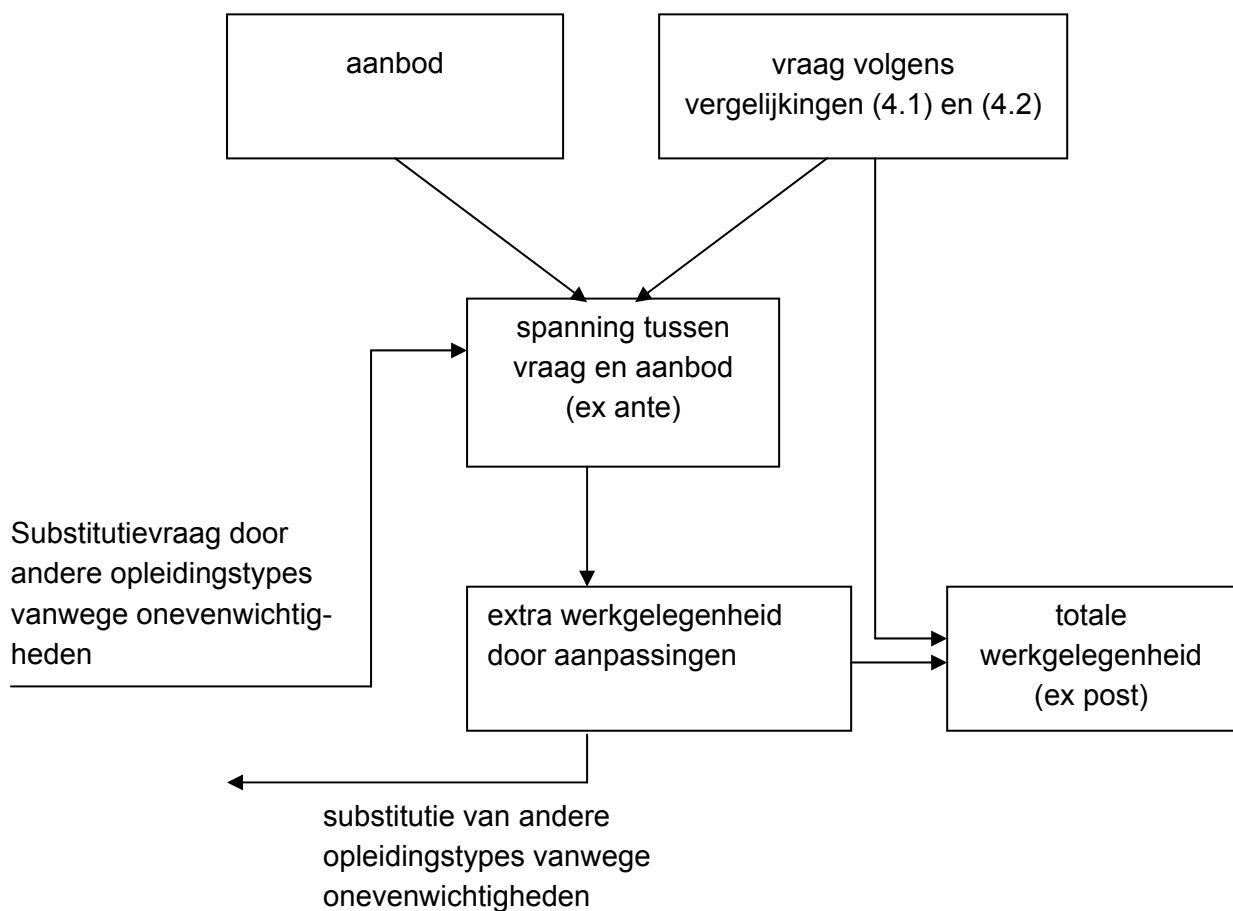 aanbod
vraag volgens
vergelijkingen (4.1) en (4.2)
spanning tussen
vraag en aanbod
(ex ante)
Substitutievraag door
andere opleidingstypes
vanwege onevenwichtig-
heden
extra werkgelegenheid
door aanpassingen
totale
werkgelegenheid
(ex post)
substitutie van andere
opleidingstypes vanwege
onevenwichtigheden